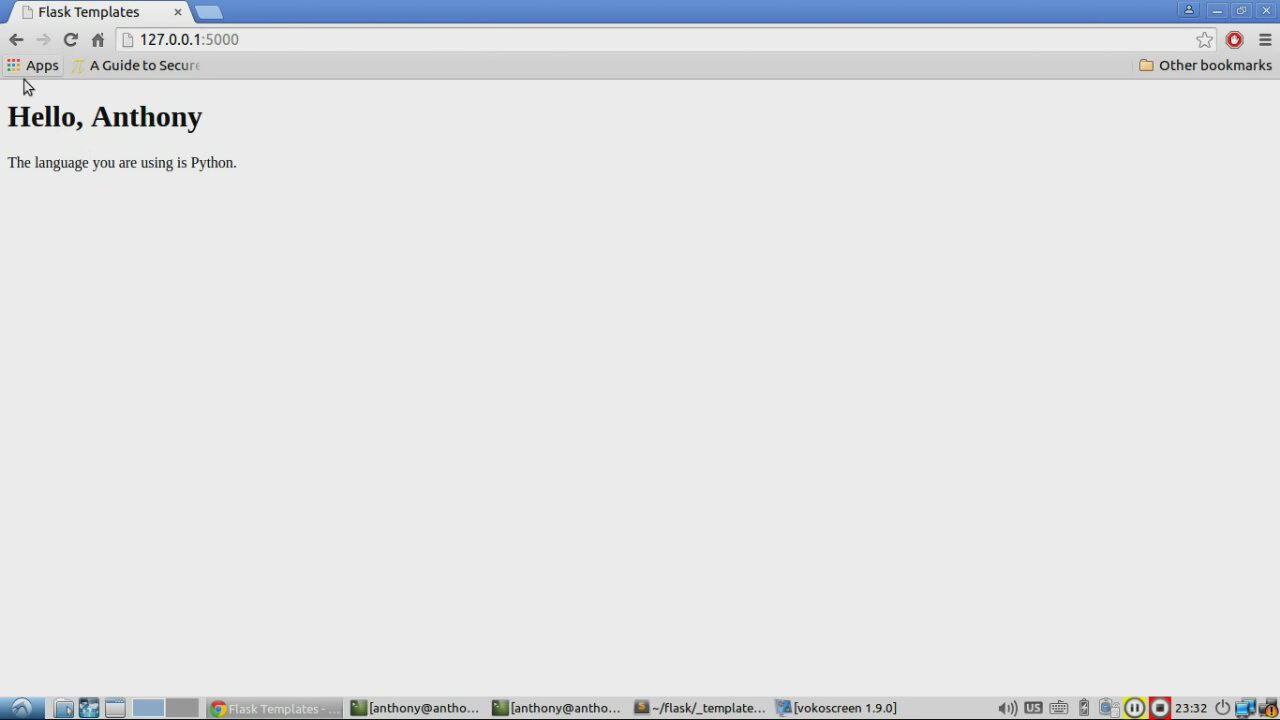 Flask Templates
127.0.0.1:5000
Apps
A Guide to Secure
Other bookmarks
Hello, Anthony
The language you are using is Python.
Flask Templates - ...
[anthony@antho...
[anthony@antho...
~/flask/_template...
[vokoscreen 1.9.0]
US
23:32